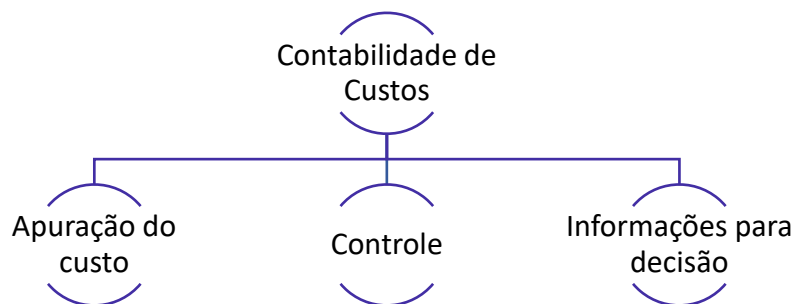 Contabilidade de
Custos
Apuração do
custo
Controle
Informações para
decisão